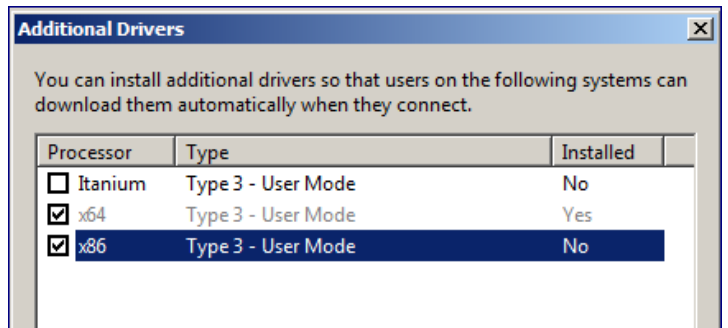 Additional Drivers
You can install additional drivers so that users on the following systems can
download them automatically when they connect.
Processor Type Installed
Itanium Type 3 - User Mode No
x64 Type 3 - User Mode Yes
x86 Type 3 - User Mode No